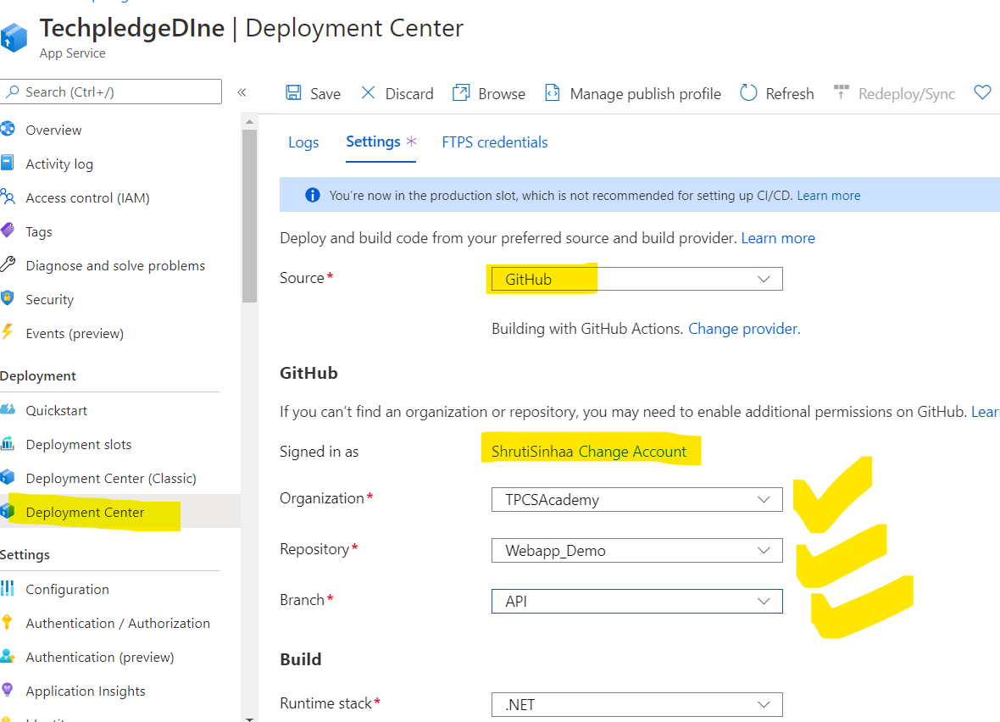 TechpledgeDIne | Deployment Center
App Service
Search (Ctrl+/)
«
Overview
Activity log
Access control (IAM)
Tags
Diagnose and solve problems
Security
Events (preview)
Deployment
Quickstart
Deployment slots
Deployment Center (Classic)
Deployment Center
Settings
Configuration
Authentication / Authorization
Authentication (preview)
Application Insights
Save Discard Browse Manage publish profile Refresh Redeploy/Sync
Logs Settings * FTPS credentials
You're now in the production slot, which is not recommended for setting up CI/CD. Learn more
Deploy and build code from your preferred source and build provider. Learn more
Source * GitHub
Building with GitHub Actions. Change provider.
GitHub
If you can't find an organization or repository, you may need to enable additional permissions on GitHub. Lear
Signed in as ShrutiSinhaa Change Account
Organization * TPCSAcademy
Repository * Webapp_Demo
Branch * API
Build
Runtime stack * .NET